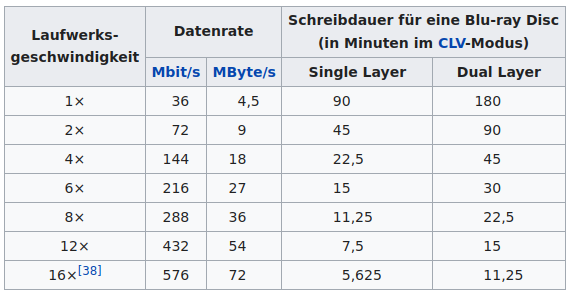 Laufwerks-
geschwindigkeit
Datenrate
Schreibdauer für eine Blu-ray Disc
(in Minuten im CLV-Modus)
Mbit/s MByte/s Single Layer Dual Layer
1× 36 4,5 90 180
2× 72 9 45 90
4× 144 18 22,5 45
6× 216 27 15 30
8× 288 36 11,25 22,5
12× 432 54 7,5 15
16×[38] 576 72 5,625 11,25